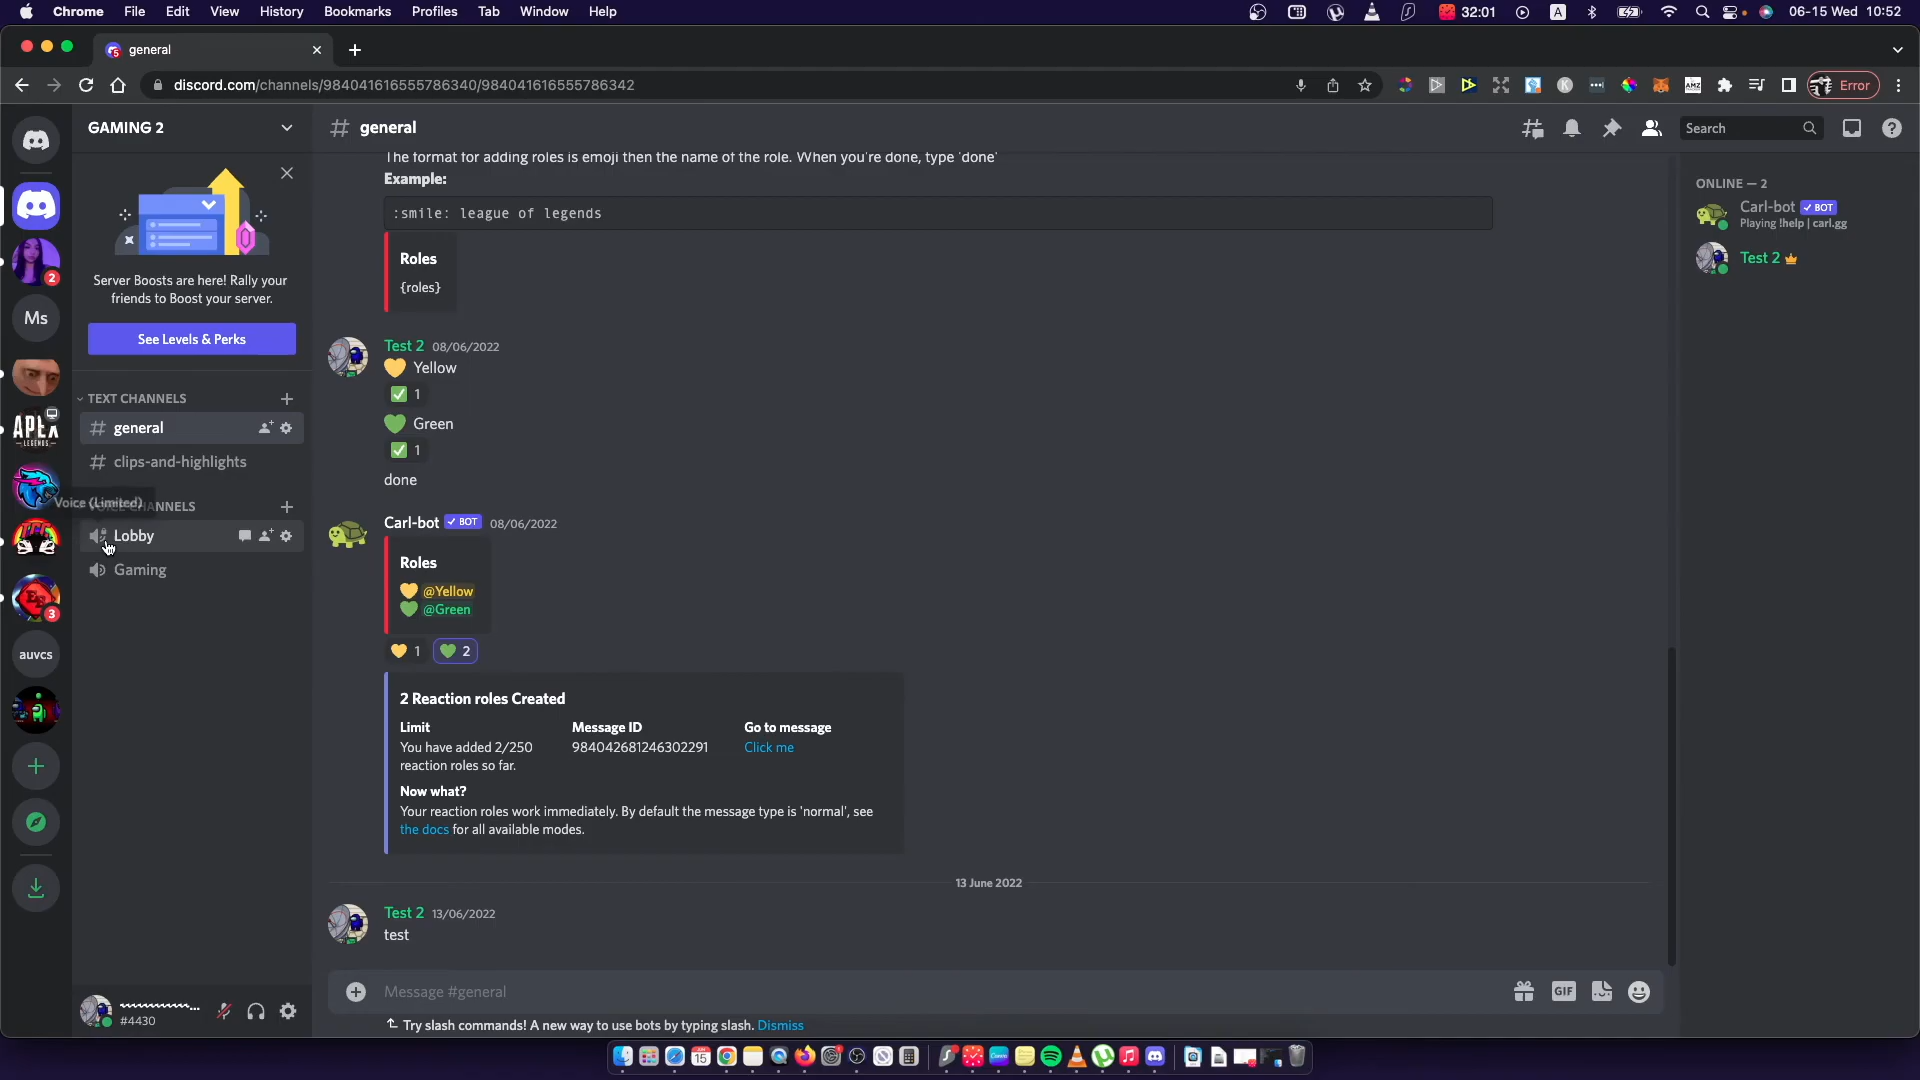 Chrome File Edit View History Bookmarks Profiles Tab Window Help
32:01 A 06-15 Wed 10:52
general
discord.com/channels/984041616555786340/984041616555786342
Error
GAMING 2
general
Search
Server Boosts are here! Rally your
friends to Boost your server.
See Levels & Perks
2
Ms
APEX
LEGENDS
3
auvcs
TEXT CHANNELS
general
clips-and-highlights
Voice (Limited)
CHANNELS
Lobby
Gaming
#4430
The format for adding roles is emoji then the name of the role. When you're done, type 'done'
Example:
:smile: league of legends
Roles
{roles}
Test 2 08/06/2022
Yellow
1
Green
1
done
Carl-bot BOT 08/06/2022
Roles
@Yellow
@Green
1 2
2 Reaction roles Created
Limit Message ID Go to message
You have added 2/250 984042681246302291 Click me
reaction roles so far.
Now what?
Your reaction roles work immediately. By default the message type is 'normal', see
the docs for all available modes.
13 June 2022
Test 2 13/06/2022
test
Message #general
GIF
Try slash commands! A new way to use bots by typing slash. Dismiss
ONLINE — 2
Carl-bot BOT
Playing !help | carl.gg
Test 2